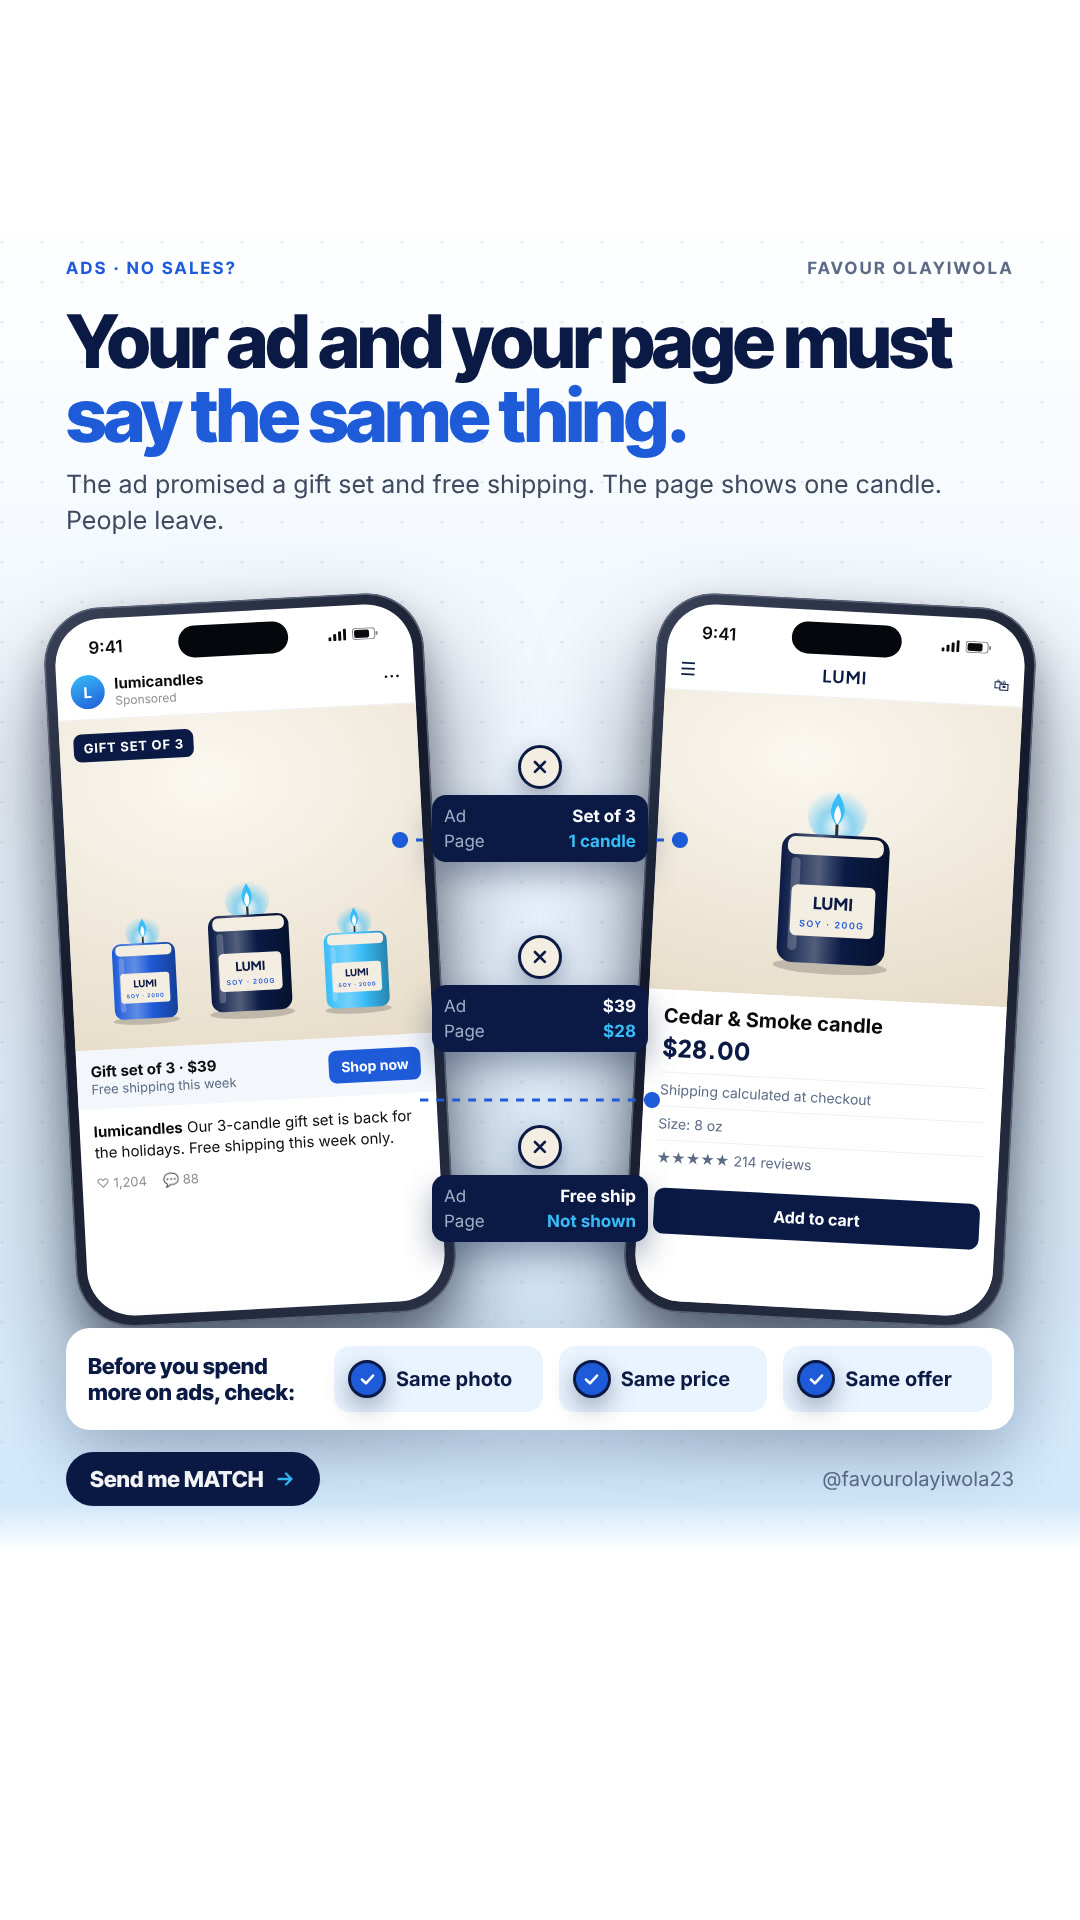 ADS · NO SALES?
FAVOUR OLAYIWOLA
Your ad and your page must
say the same thing.
The ad promised a gift set and free shipping. The page shows one candle.
People leave.
9:41
L
lumicandles
Sponsored
GIFT SET OF 3
LUMI
SOY · 200G
LUMI
SOY · 200G
LUMI
SOY · 200G
Gift set of 3 · $39
Free shipping this week
Shop now
lumicandles Our 3-candle gift set is back for
the holidays. Free shipping this week only.
♡ 1,204 💬 88
Ad Set of 3
Page 1 candle
Ad $39
Page $28
Ad Free ship
Page Not shown
9:41
LUMI
LUMI
SOY · 200G
Cedar & Smoke candle
$28.00
Shipping calculated at checkout
Size: 8 oz
★★★★★ 214 reviews
Add to cart
Before you spend
more on ads, check:
Same photo
Same price
Same offer
Send me MATCH →
@favourolayiwola23